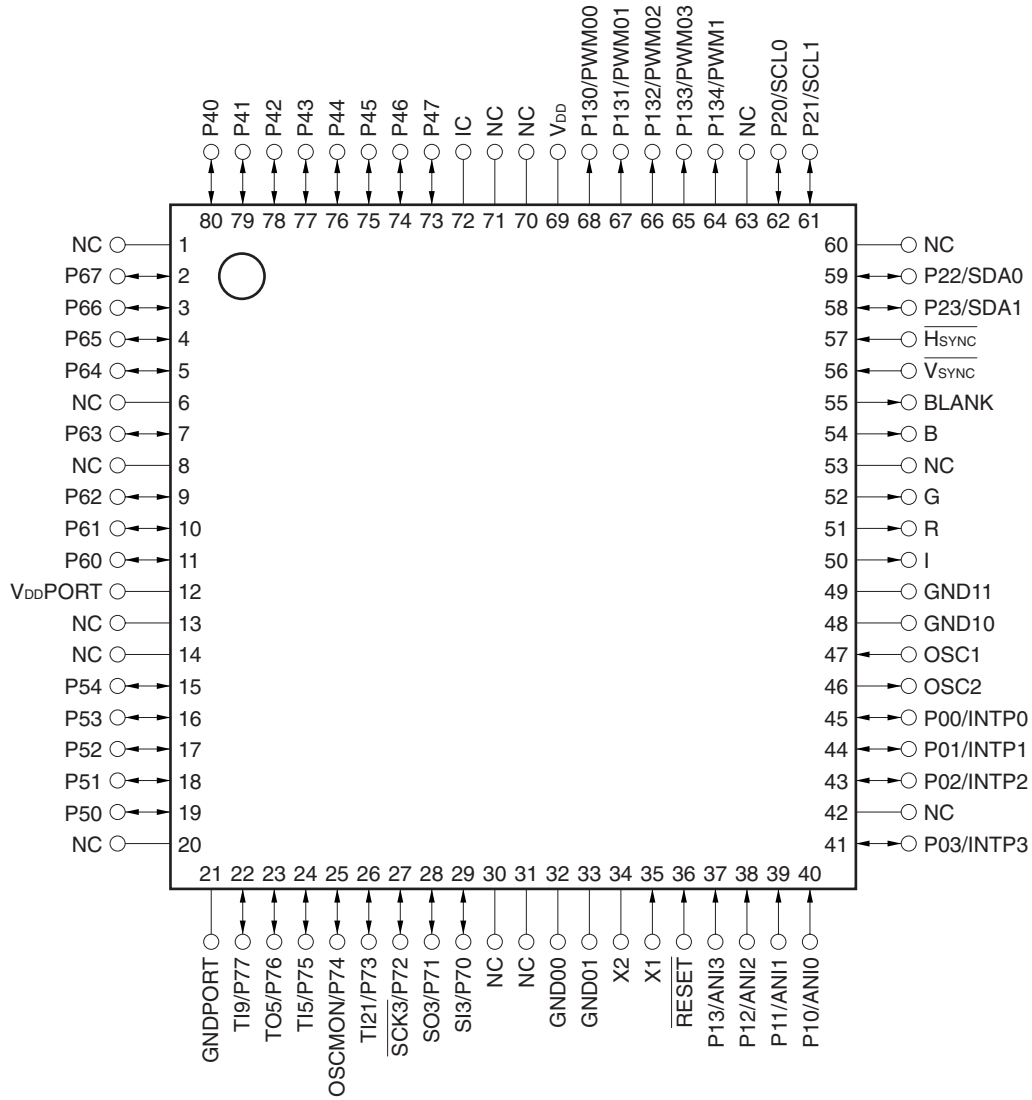 P40
P41
P42
P43
P44
P45
P46
P47
IC
NC
NC
VDD
P130/PWM00
P131/PWM01
P132/PWM02
P133/PWM03
P134/PWM1
NC
P20/SCL0
P21/SCL1
80 79 78 77 76 75 74 73 72 71 70 69 68 67 66 65 64 63 62 61
NC 1 60 NC
P67 2 59 P22/SDA0
P66 3 58 P23/SDA1
P65 4 57 HSYNC
P64 5 56 VSYNC
NC 6 55 BLANK
P63 7 54 B
NC 8 53 NC
P62 9 52 G
P61 10 51 R
P60 11 50 I
VDDPORT 12 49 GND11
NC 13 48 GND10
NC 14 47 OSC1
P54 15 46 OSC2
P53 16 45 P00/INTP0
P52 17 44 P01/INTP1
P51 18 43 P02/INTP2
P50 19 42 NC
NC 20 41 P03/INTP3
21 22 23 24 25 26 27 28 29 30 31 32 33 34 35 36 37 38 39 40
GNDPORT
TI9/P77
TO5/P76
TI5/P75
OSCMON/P74
TI21/P73
SCK3/P72
SO3/P71
SI3/P70
NC
NC
GND00
GND01
X2
X1
RESET
P13/ANI3
P12/ANI2
P11/ANI1
P10/ANI0